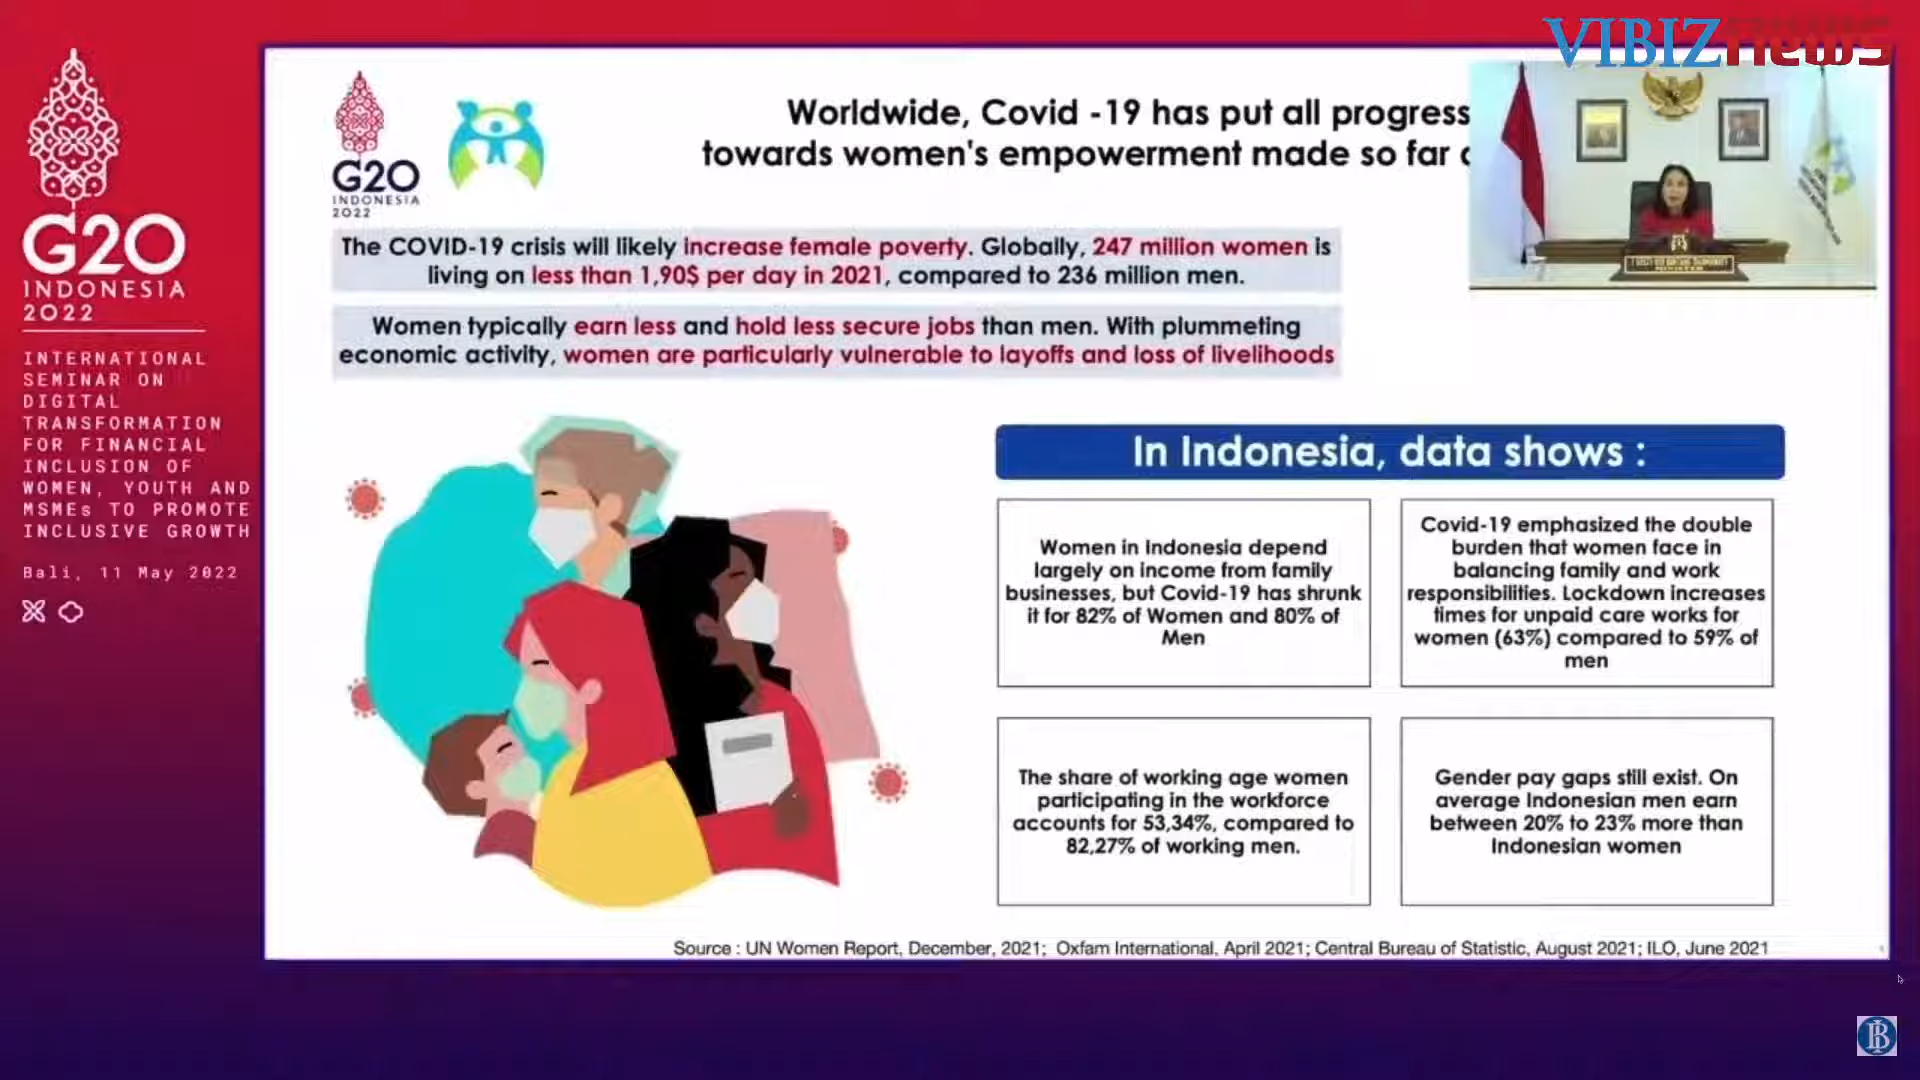 VIBIZnews
G20
INDONESIA
2022
INTERNATIONAL
SEMINAR ON
DIGITAL
TRANSFORMATION
FOR FINANCIAL
INCLUSION OF
WOMEN, YOUTH AND
MSMEs TO PROMOTE
INCLUSIVE GROWTH
Bali, 11 May 2022
G20
INDONESIA
2022
Worldwide, Covid -19 has put all progress
towards women's empowerment made so far
The COVID-19 crisis will likely increase female poverty. Globally, 247 million women is
living on less than 1,90$ per day in 2021, compared to 236 million men.
Women typically earn less and hold less secure jobs than men. With plummeting
economic activity, women are particularly vulnerable to layoffs and loss of livelihoods
In Indonesia, data shows :
Women in Indonesia depend
largely on income from family
businesses, but Covid-19 has shrunk
it for 82% of Women and 80% of
Men
Covid-19 emphasized the double
burden that women face in
balancing family and work
responsibilities. Lockdown increases
times for unpaid care works for
women (63%) compared to 59% of
men
The share of working age women
participating in the workforce
accounts for 53,34%, compared to
82,27% of working men.
Gender pay gaps still exist. On
average Indonesian men earn
between 20% to 23% more than
Indonesian women
Source : UN Women Report, December, 2021; Oxfam International, April 2021; Central Bureau of Statistic, August 2021; ILO, June 2021